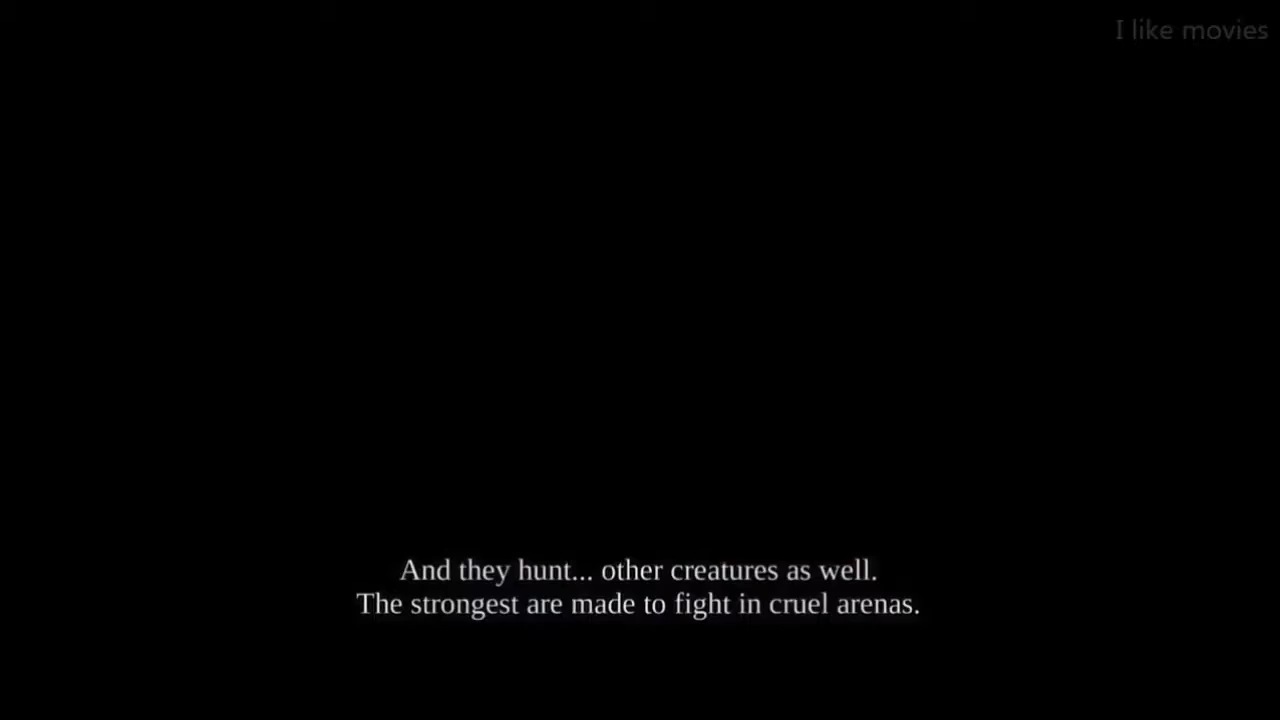 I like movies
And they hunt... other creatures as well.
The strongest are made to fight in cruel arenas.